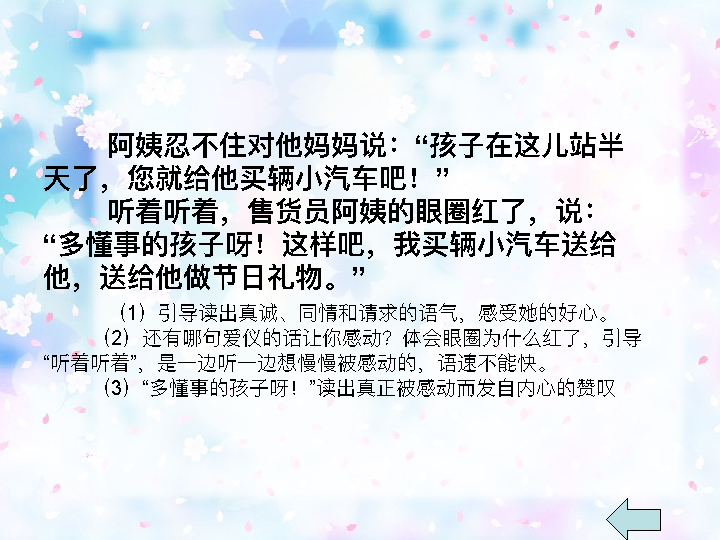 阿姨忍不住对他妈妈说：“孩子在这儿站半
天了，您就给他买辆小汽车吧！”
听着听着，售货员阿姨的眼圈红了，说：
“多懂事的孩子呀！这样吧，我买辆小汽车送给
他，送给他做节日礼物。”
（1）引导读出真诚、同情和请求的语气，感受她的好心。
（2）还有哪句爱仪的话让你感动？体会眼圈为什么红了，引导
“听着听着”，是一边听一边想慢慢被感动的，语速不能快。
（3）“多懂事的孩子呀！”读出真正被感动而发自内心的赞叹